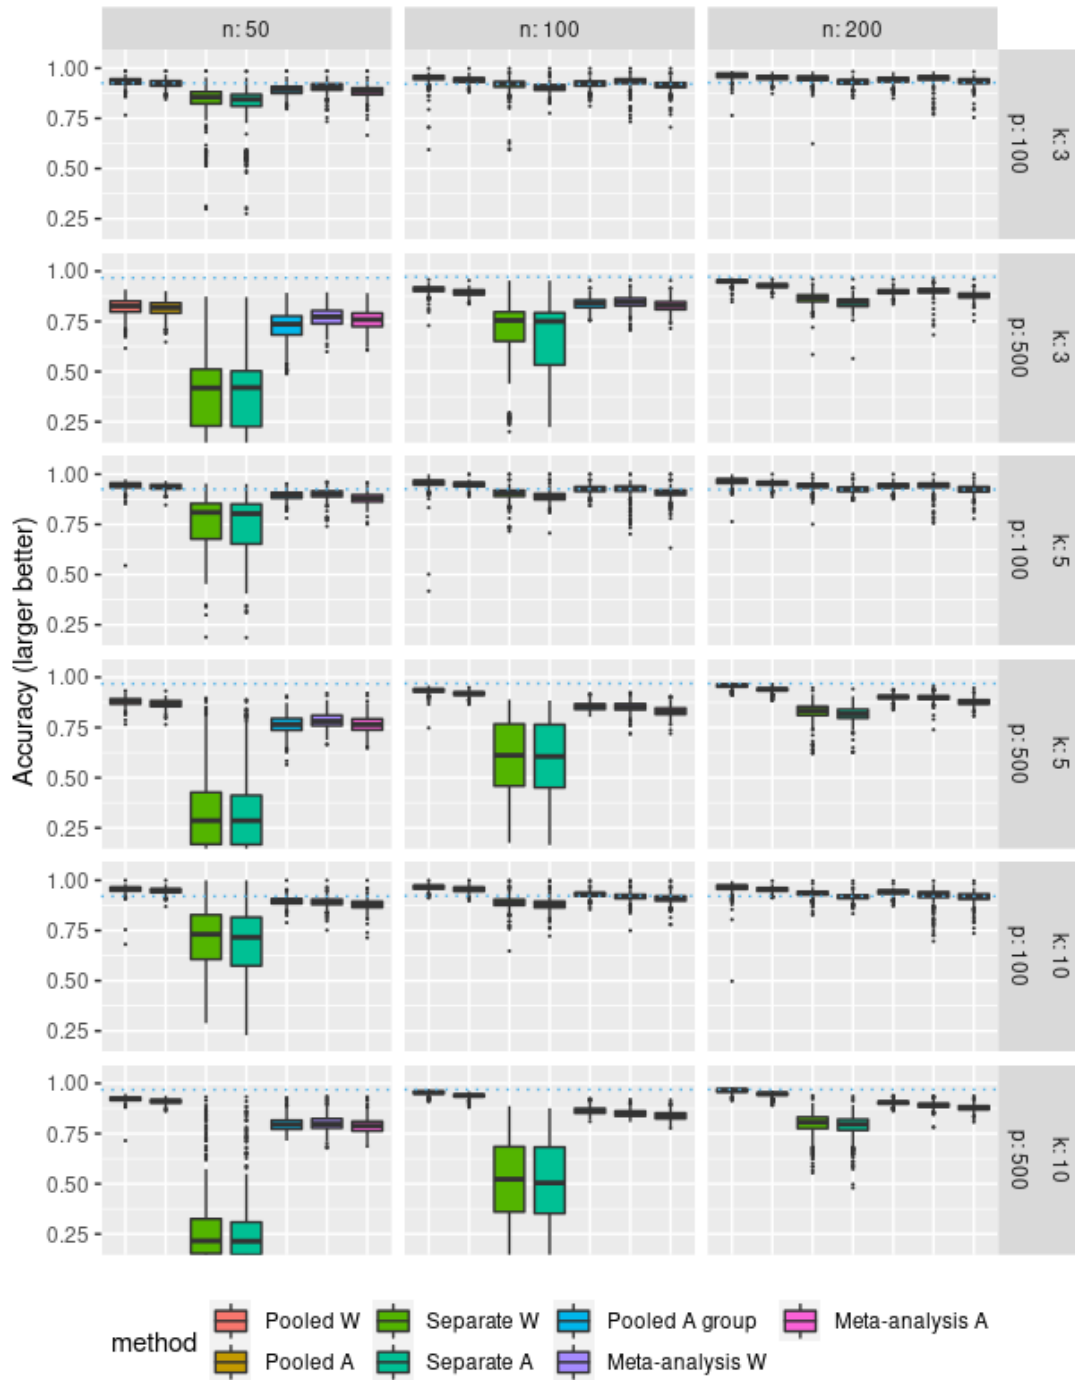 n: 50
n: 100
n: 200
1.00
0.75
0.50
0.25
p: 100
k: 3
1.00
0.75
0.50
0.25
p: 500
k: 3
1.00
0.75
0.50
0.25
p: 100
k: 5
1.00
0.75
0.50
0.25
p: 500
k: 5
1.00
0.75
0.50
0.25
p: 100
k: 10
1.00
0.75
0.50
0.25
p: 500
k: 10
Accuracy (larger better)
method
Pooled W
Separate W
Pooled A group
Meta-analysis A
Pooled A
Separate A
Meta-analysis W